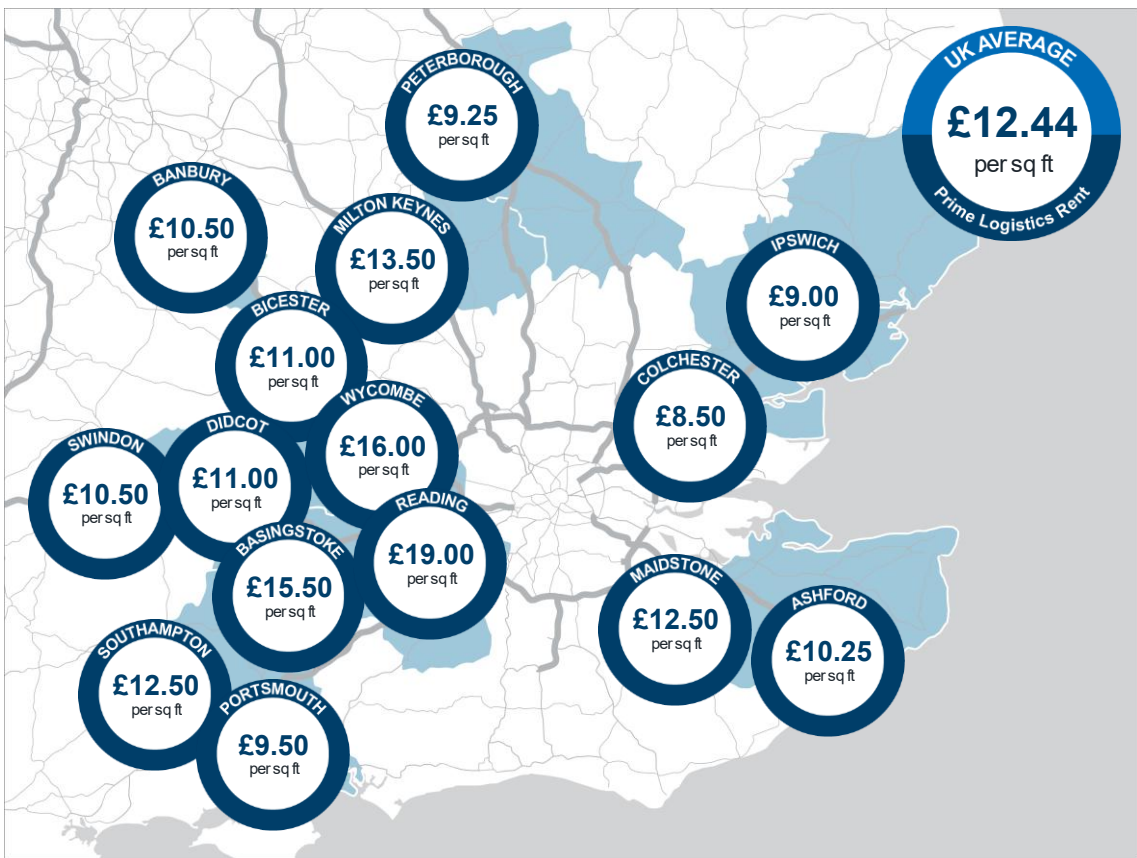 UK AVERAGE
£12.44
per sq ft
Prime Logistics Rent
PETERBOROUGH
£9.25
per sq ft
BANBURY
£10.50
per sq ft
MILTON KEYNES
£13.50
per sq ft
IPSWICH
£9.00
per sq ft
BICESTER
£11.00
per sq ft
COLCHESTER
£8.50
per sq ft
WYCOMBE
£16.00
per sq ft
DIDCOT
£11.00
per sq ft
SWINDON
£10.50
per sq ft
READING
£19.00
per sq ft
BASINGSTOKE
£15.50
per sq ft
MAIDSTONE
£12.50
per sq ft
ASHFORD
£10.25
per sq ft
SOUTHAMPTON
£12.50
per sq ft
PORTSMOUTH
£9.50
per sq ft